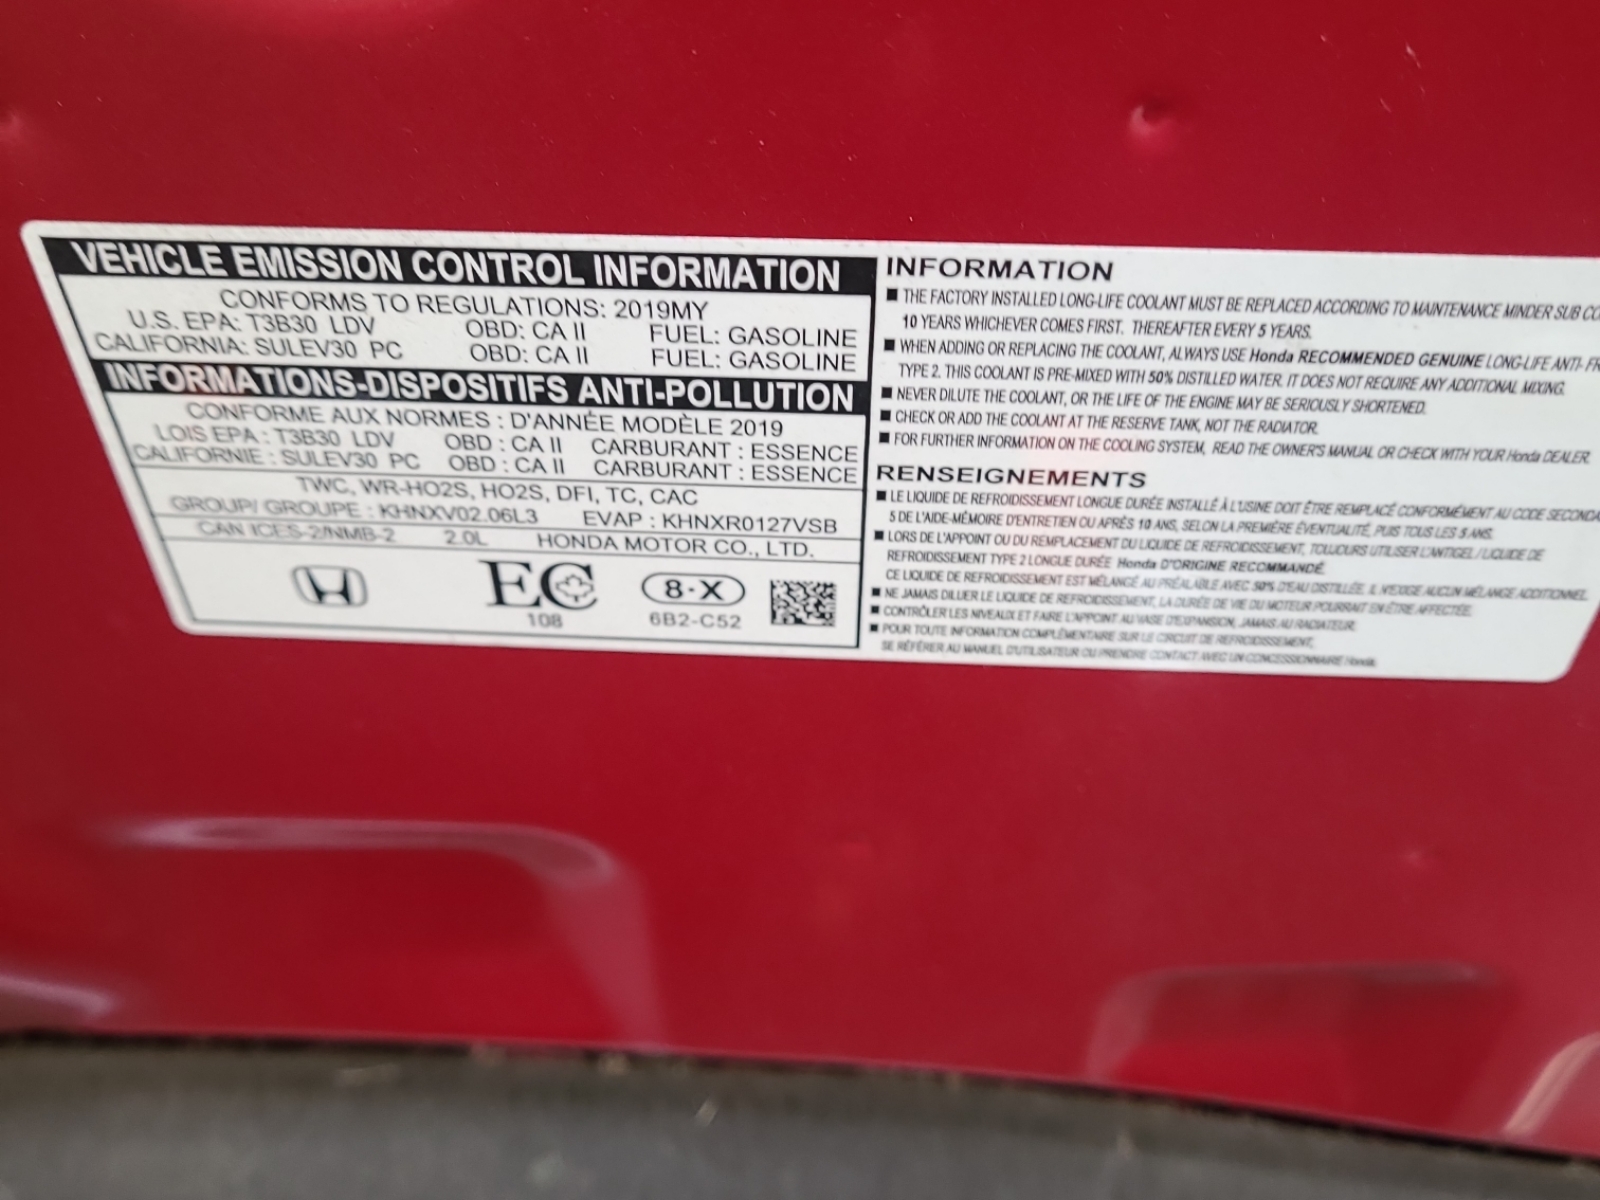 VEHICLE EMISSION CONTROL INFORMATION
CONFORMS TO REGULATIONS: 2019MY
U.S. EPA: T3B30 LDV OBD: CA II FUEL: GASOLINE
CALIFORNIA: SULEV30 PC OBD: CA II FUEL: GASOLINE
INFORMATIONS-DISPOSITIFS ANTI-POLLUTION
CONFORME AUX NORMES : D'ANNÉE MODÈLE 2019
LOIS EPA : T3B30 LDV OBD : CA II CARBURANT : ESSENCE
CALIFORNIE : SULEV30 PC OBD : CA II CARBURANT : ESSENCE
TWC, WR-HO2S, HO2S, DFI, TC, CAC
GROUP/ GROUPE : KHNXV02.06L3 EVAP : KHNXR0127VSB
CAN ICES-2/NMB-2 2.0L HONDA MOTOR CO., LTD.
EC 8-X
108 6B2-C52
INFORMATION
■ THE FACTORY INSTALLED LONG-LIFE COOLANT MUST BE REPLACED ACCORDING TO MAINTENANCE MINDER SUB CO
10 YEARS WHICHEVER COMES FIRST. THEREAFTER EVERY 5 YEARS.
■ WHEN ADDING OR REPLACING THE COOLANT, ALWAYS USE Honda RECOMMENDED GENUINE LONG-LIFE ANTI-FR
TYPE 2. THIS COOLANT IS PRE-MIXED WITH 50% DISTILLED WATER. IT DOES NOT REQUIRE ANY ADDITIONAL MIXING.
■ NEVER DILUTE THE COOLANT, OR THE LIFE OF THE ENGINE MAY BE SERIOUSLY SHORTENED.
■ CHECK OR ADD THE COOLANT AT THE RESERVE TANK, NOT THE RADIATOR.
■ FOR FURTHER INFORMATION ON THE COOLING SYSTEM, READ THE OWNER'S MANUAL OR CHECK WITH YOUR Honda DEALER.
RENSEIGNEMENTS
■ LE LIQUIDE DE REFROIDISSEMENT LONGUE DURÉE INSTALLÉ À L'USINE DOIT ÊTRE REMPLACÉ CONFORMÉMENT AU CODE SECONDA
5 DE L'AIDE-MÉMOIRE D'ENTRETIEN OU APRÈS 10 ANS, SELON LA PREMIÈRE ÉVENTUALITÉ, PUIS TOUS LES 5 ANS.
■ LORS DE L'APPOINT OU DU REMPLACEMENT DU LIQUIDE DE REFROIDISSEMENT, TOUJOURS UTILISER L'ANTIGEL / LIQUIDE DE
REFROIDISSEMENT TYPE 2 LONGUE DURÉE Honda D'ORIGINE RECOMMANDÉ.
CE LIQUIDE DE REFROIDISSEMENT EST MÉLANGÉ AU PRÉALABLE AVEC 50% D'EAU DISTILLÉE. IL N'EXIGE AUCUN MÉLANGE ADDITIONNEL.
■ NE JAMAIS DILUER LE LIQUIDE DE REFROIDISSEMENT, LA DURÉE DE VIE DU MOTEUR POURRAIT EN ÊTRE AFFECTÉE.
■ CONTRÔLER LES NIVEAUX ET FAIRE L'APPOINT AU VASE D'EXPANSION, JAMAIS AU RADIATEUR.
■ POUR TOUTE INFORMATION COMPLÉMENTAIRE SUR LE CIRCUIT DE REFROIDISSEMENT,
SE RÉFÉRER AU MANUEL D'UTILISATEUR OU PRENDRE CONTACT AVEC UN CONCESSIONNAIRE Honda.